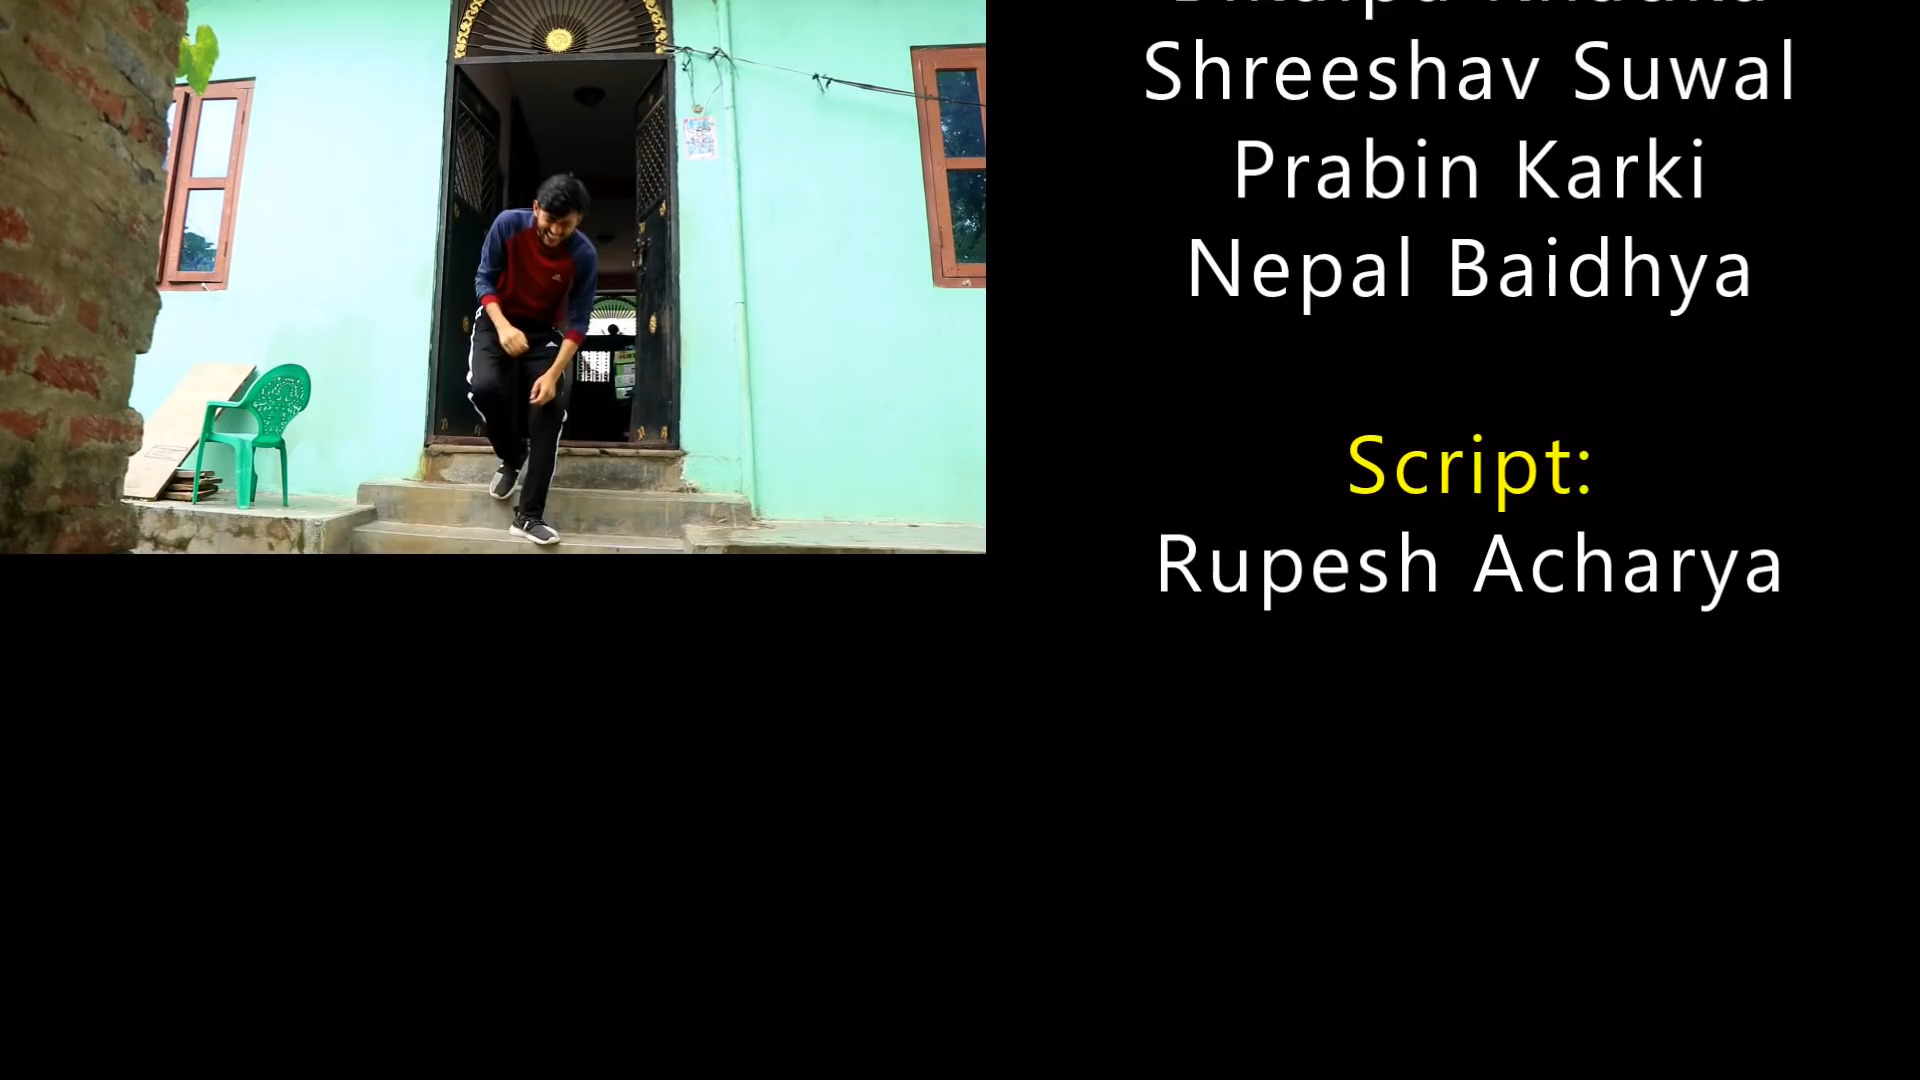 Shreeshav Suwal
Prabin Karki
Nepal Baidhya
Script:
Rupesh Acharya